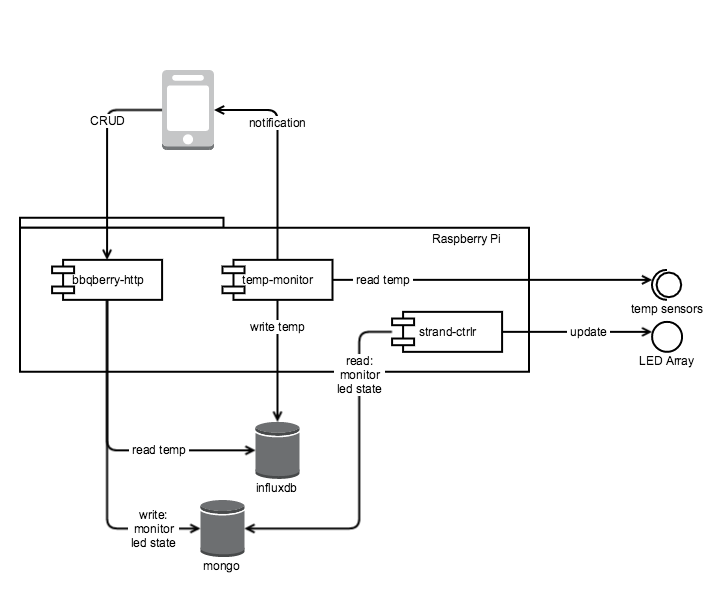 CRUD
notification
Raspberry Pi
bbqberry-http
temp-monitor
read temp
temp sensors
write temp
strand-ctrlr
update
LED Array
read:
monitor
led state
read temp
influxdb
write:
monitor
led state
mongo